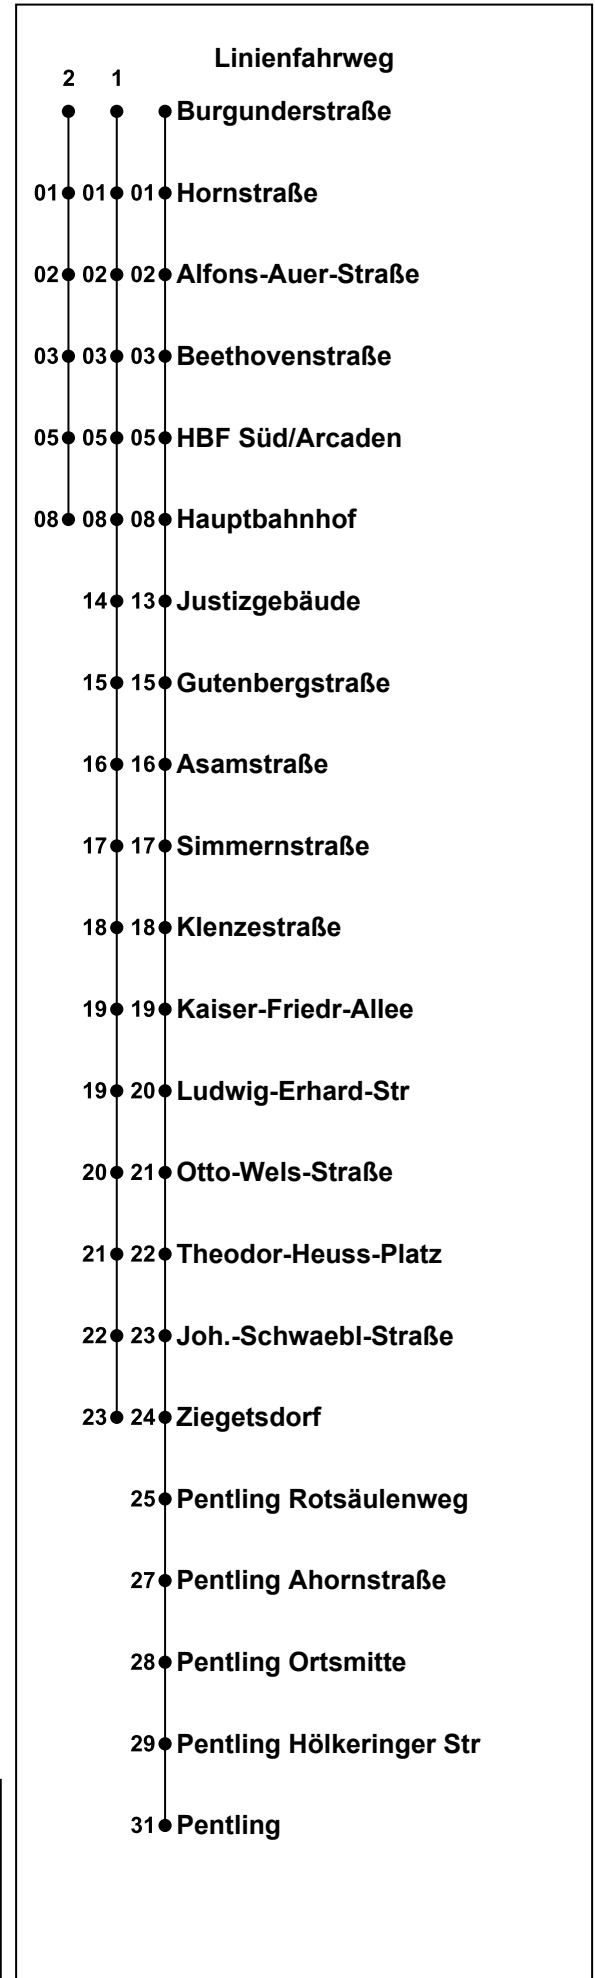 Linienfahrweg
2 1
Burgunderstraße
01 01 01 Hornstraße
02 02 02 Alfons-Auer-Straße
03 03 03 Beethovenstraße
05 05 05 HBF Süd/Arcaden
08 08 08 Hauptbahnhof
14 13 Justizgebäude
15 15 Gutenbergstraße
16 16 Asamstraße
17 17 Simmernstraße
18 18 Klenzestraße
19 19 Kaiser-Friedr-Allee
19 20 Ludwig-Erhard-Str
20 21 Otto-Wels-Straße
21 22 Theodor-Heuss-Platz
22 23 Joh.-Schwaebl-Straße
23 24 Ziegetsdorf
25 Pentling Rotsäulenweg
27 Pentling Ahornstraße
28 Pentling Ortsmitte
29 Pentling Hölkeringer Str
31 Pentling